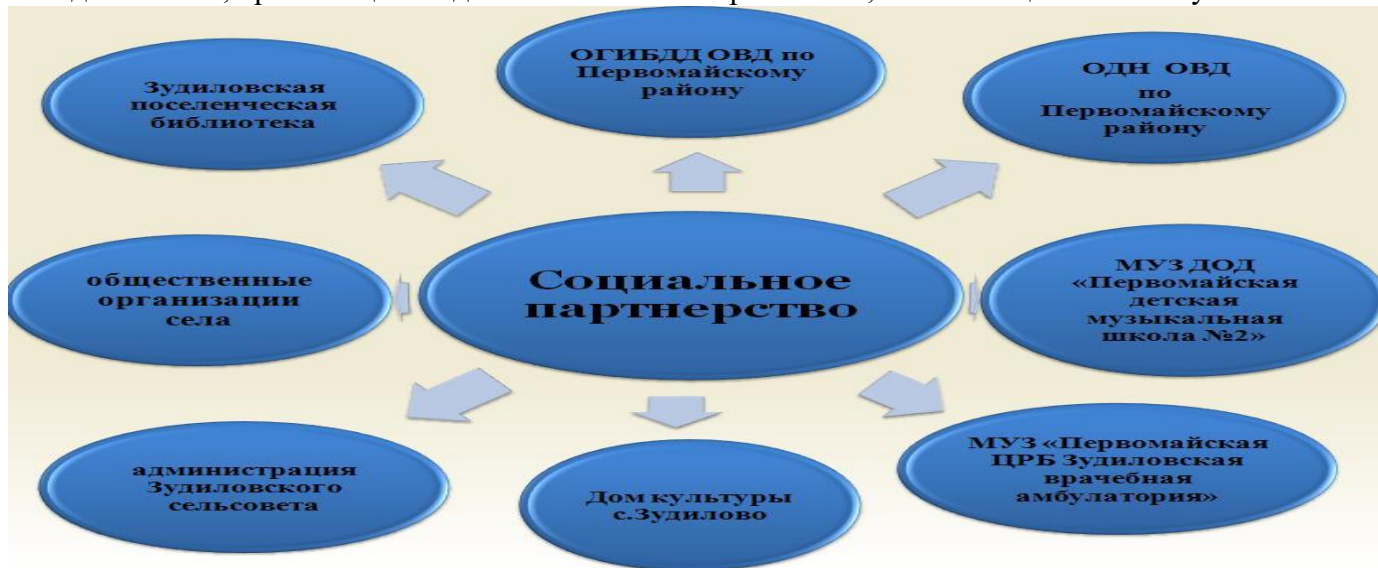 Зудиловская
поселенческая
библиотека
ОГИБДД ОВД по
Первомайскому
району
ОДН ОВД
по
Первомайскому
району
общественные
организации
села
Социальное
партнерство
МУЗ ДОД
«Первомайская
детская
музыкальная
школа №2»
администрация
Зудиловского
сельсовета
Дом культуры
с.Зудилово
МУЗ «Первомайская
ЦРБ Зудиловская
врачебная
амбулатория»